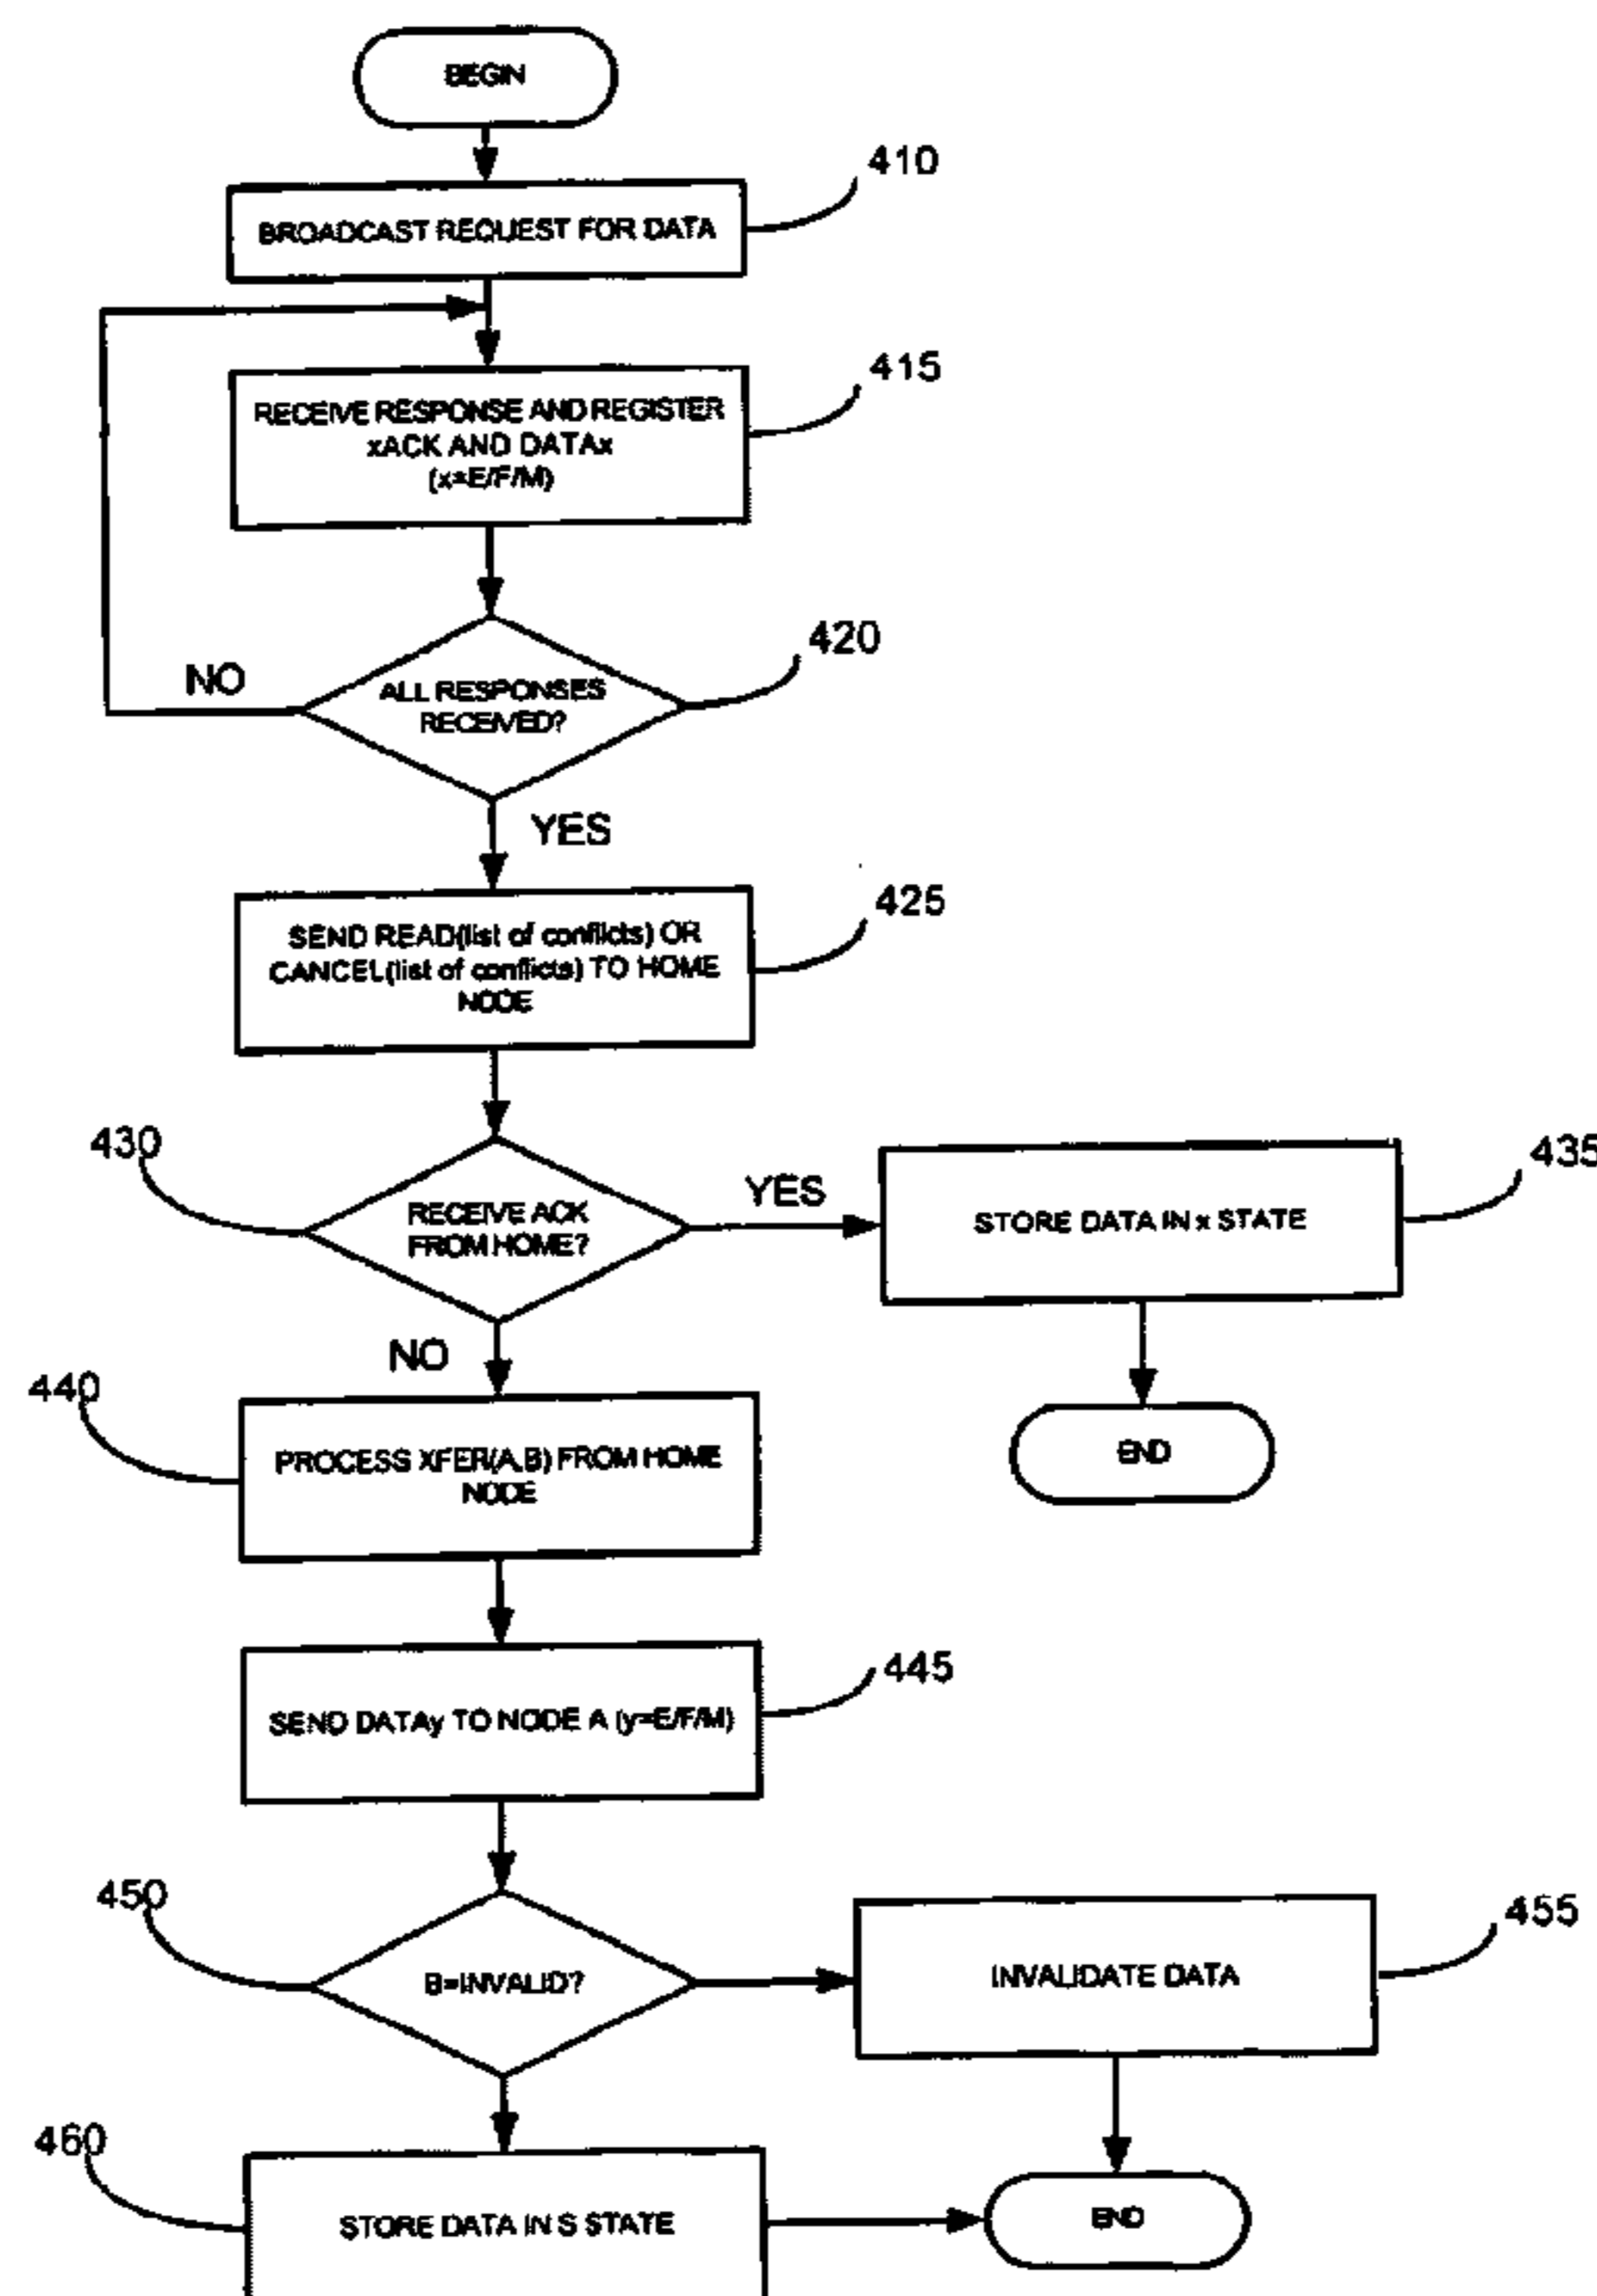 BEGIN
410
BROADCAST REQUEST FOR DATA
415
RECEIVE RESPONSE AND REGISTER
xACK AND DATAx
(x=E/F/M)
420
NO
ALL RESPONSES
RECEIVED?
YES
425
SEND READ(list of conflicts) OR
CANCEL(list of conflicts) TO HOME
NODE
430
RECEIVE ACK
FROM HOME?
YES
435
STORE DATA IN x STATE
NO
END
440
PROCESS XFER(A,B) FROM HOME
NODE
445
SEND DATAy TO NODE A (y=E/F/M)
450
B=INVALID?
455
INVALIDATE DATA
460
STORE DATA IN S STATE
END